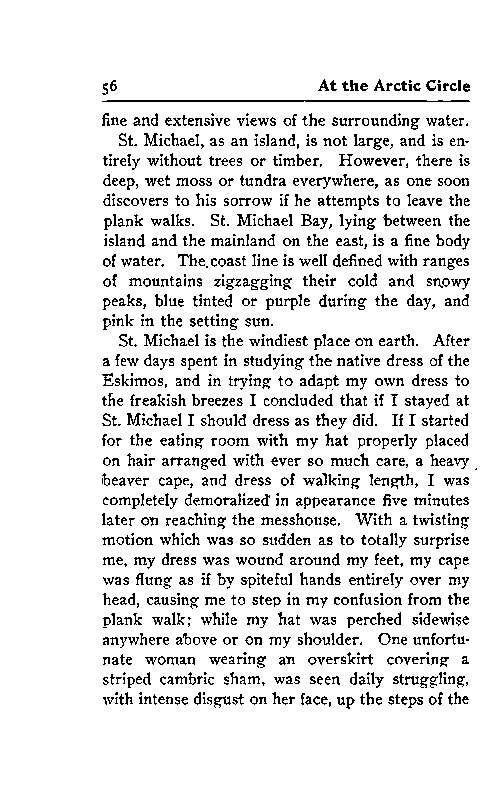 56 At the Arctic Circle
fine and extensive views of the surrounding water.
St. Michael, as an island, is not large, and is en-
tirely without trees or timber. However, there is
deep, wet moss or tundra everywhere, as one soon
discovers to his sorrow if he attempts to leave the
plank walks. St. Michael Bay, lying between the
island and the mainland on the east, is a fine body
of water. The coast line is well defined with ranges
of mountains zigzagging their cold and snowy
peaks, blue tinted or purple during the day, and
pink in the setting sun.
St. Michael is the windiest place on earth. After
a few days spent in studying the native dress of the
Eskimos, and in trying to adapt my own dress to
the freakish breezes I concluded that if I stayed at
St. Michael I should dress as they did. If I started
for the eating room with my hat properly placed
on hair arranged with ever so much care, a heavy
beaver cape, and dress of walking length, I was
completely demoralized in appearance five minutes
later on reaching the messhouse. With a twisting
motion which was so sudden as to totally surprise
me, my dress was wound around my feet, my cape
was flung as if by spiteful hands entirely over my
head, causing me to step in my confusion from the
plank walk; while my hat was perched sidewise
anywhere above or on my shoulder. One unfortu-
nate woman wearing an overskirt covering a
striped cambric sham, was seen daily struggling,
with intense disgust on her face, up the steps of the